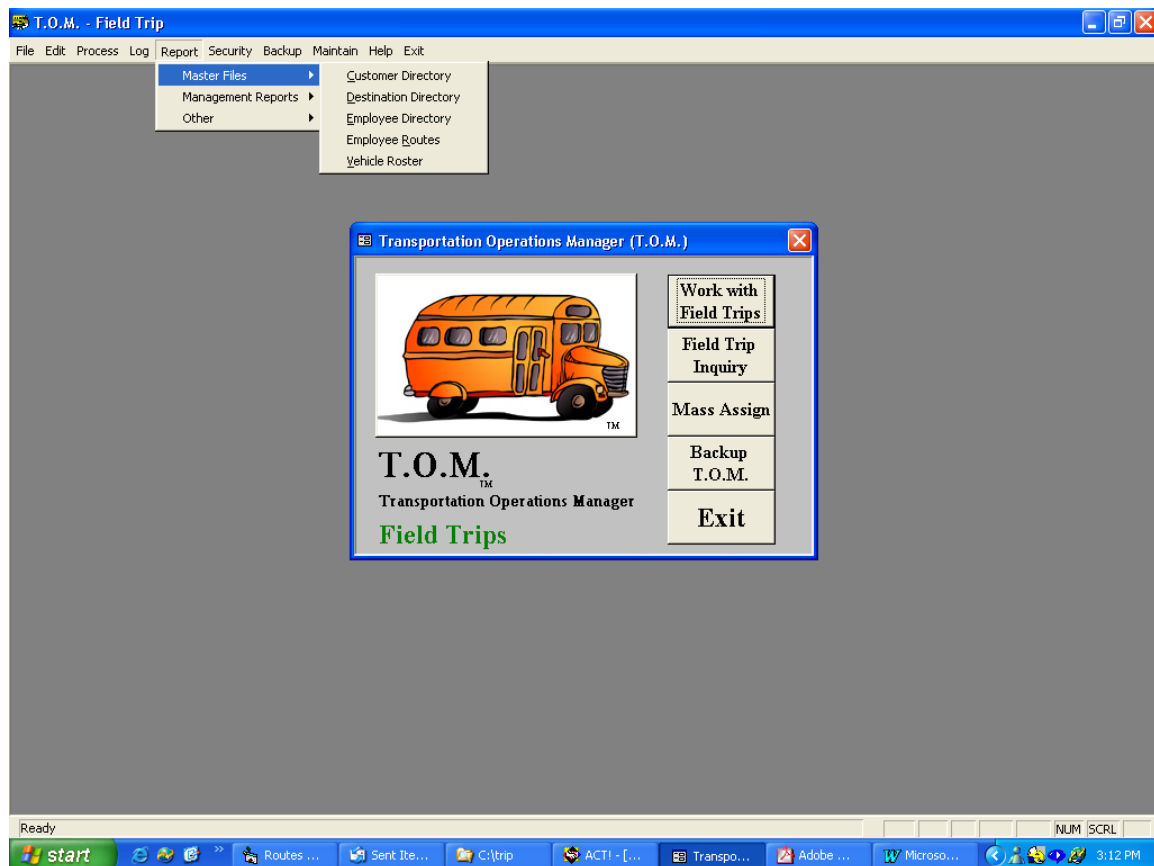 T.O.M. - Field Trip
File Edit Process Log Report Security Backup Maintain Help Exit
Master Files
Management Reports
Other
Customer Directory
Destination Directory
Employee Directory
Employee Routes
Vehicle Roster
Transportation Operations Manager (T.O.M.)
TM
T.O.M.
TM
Transportation Operations Manager
Field Trips
Work with
Field Trips
Field Trip
Inquiry
Mass Assign
Backup
T.O.M.
Exit
Ready
NUM SCRL
start
Routes ...
Sent Ite...
C:\trip
ACT! - [...
Transpo...
Adobe ...
Microso...
3:12 PM